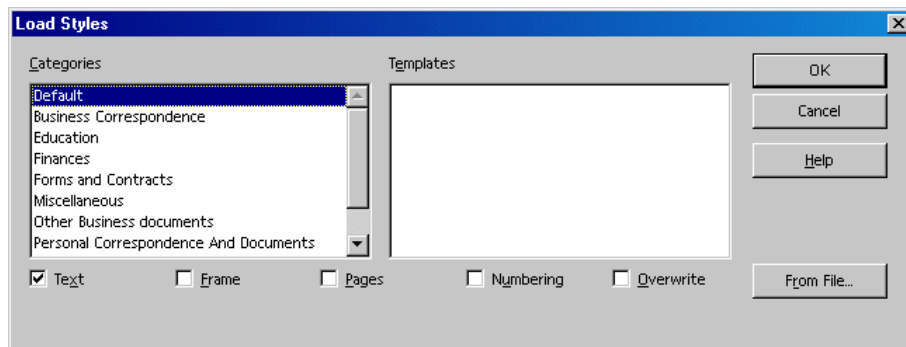 Load Styles
Categories
Templates
Default
Business Correspondence
Education
Finances
Forms and Contracts
Miscellaneous
Other Business documents
Personal Correspondence And Documents
OK
Cancel
Help
Text
Frame
Pages
Numbering
Overwrite
From File...